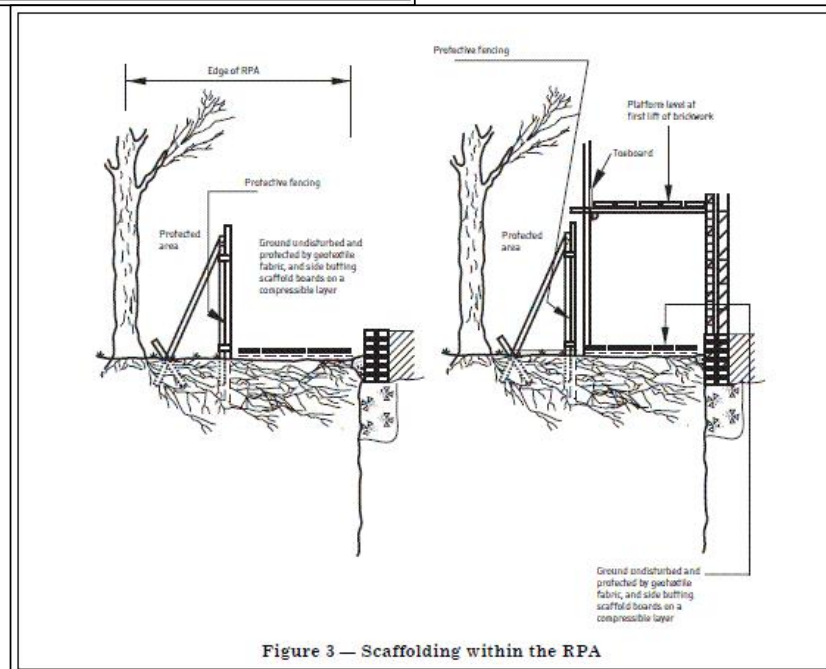 Edge of RPA
Protective fencing
Protected
area
Ground undisturbed and
protected by geotextile
fabric, and side butting
scaffold boards on a
compressible layer
Protective fencing
Platform level at
first lift of brickwork
Toeboard
Protected
area
Ground undisturbed and
protected by geotextile
fabric, and side butting
scaffold boards on a
compressible layer
Figure 3 — Scaffolding within the RPA